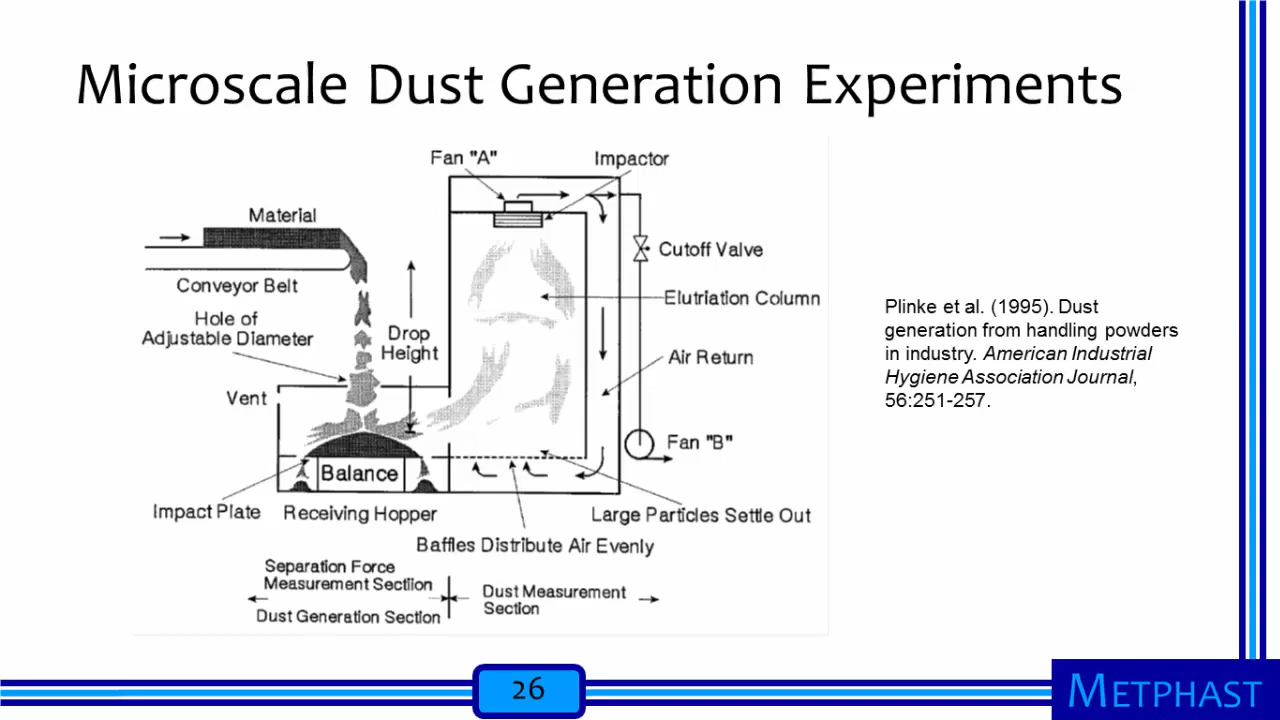 Microscale Dust Generation Experiments
Fan "A"
Impactor
Material
Cutoff Valve
Conveyor Belt
Elutriation Column
Hole of
Adjustable Diameter
Drop
Height
Air Return
Vent
Fan "B"
Balance
Impact Plate
Receiving Hopper
Large Particles Settle Out
Baffles Distribute Air Evenly
Separation Force
Measurement Section
Dust Generation Section
Dust Measurement
Section
Plinke et al. (1995). Dust
generation from handling powders
in industry. American Industrial
Hygiene Association Journal,
56:251-257.
26
METPHAST